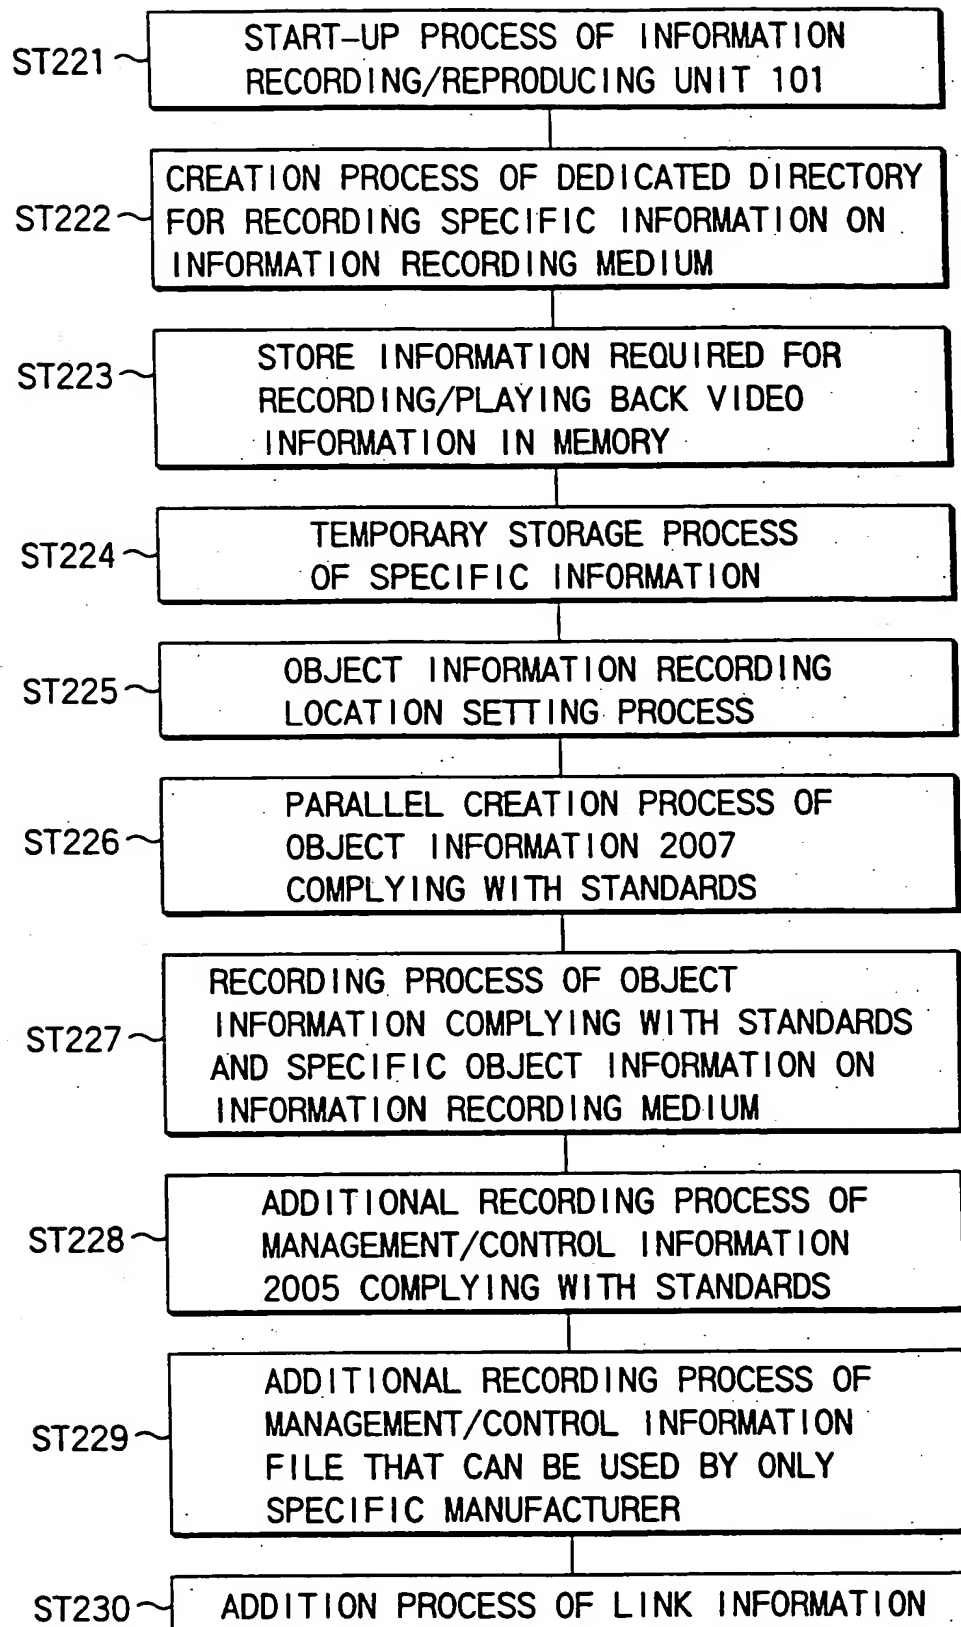 ST221
START-UP PROCESS OF INFORMATION
RECORDING/REPRODUCING UNIT 101
ST222
CREATION PROCESS OF DEDICATED DIRECTORY
FOR RECORDING SPECIFIC INFORMATION ON
INFORMATION RECORDING MEDIUM
ST223
STORE INFORMATION REQUIRED FOR
RECORDING/PLAYING BACK VIDEO
INFORMATION IN MEMORY
ST224
TEMPORARY STORAGE PROCESS
OF SPECIFIC INFORMATION
ST225
OBJECT INFORMATION RECORDING
LOCATION SETTING PROCESS
ST226
PARALLEL CREATION PROCESS OF
OBJECT INFORMATION 2007
COMPLYING WITH STANDARDS
ST227
RECORDING PROCESS OF OBJECT
INFORMATION COMPLYING WITH STANDARDS
AND SPECIFIC OBJECT INFORMATION ON
INFORMATION RECORDING MEDIUM
ST228
ADDITIONAL RECORDING PROCESS OF
MANAGEMENT/CONTROL INFORMATION
2005 COMPLYING WITH STANDARDS
ST229
ADDITIONAL RECORDING PROCESS OF
MANAGEMENT/CONTROL INFORMATION
FILE THAT CAN BE USED BY ONLY
SPECIFIC MANUFACTURER
ST230
ADDITION PROCESS OF LINK INFORMATION